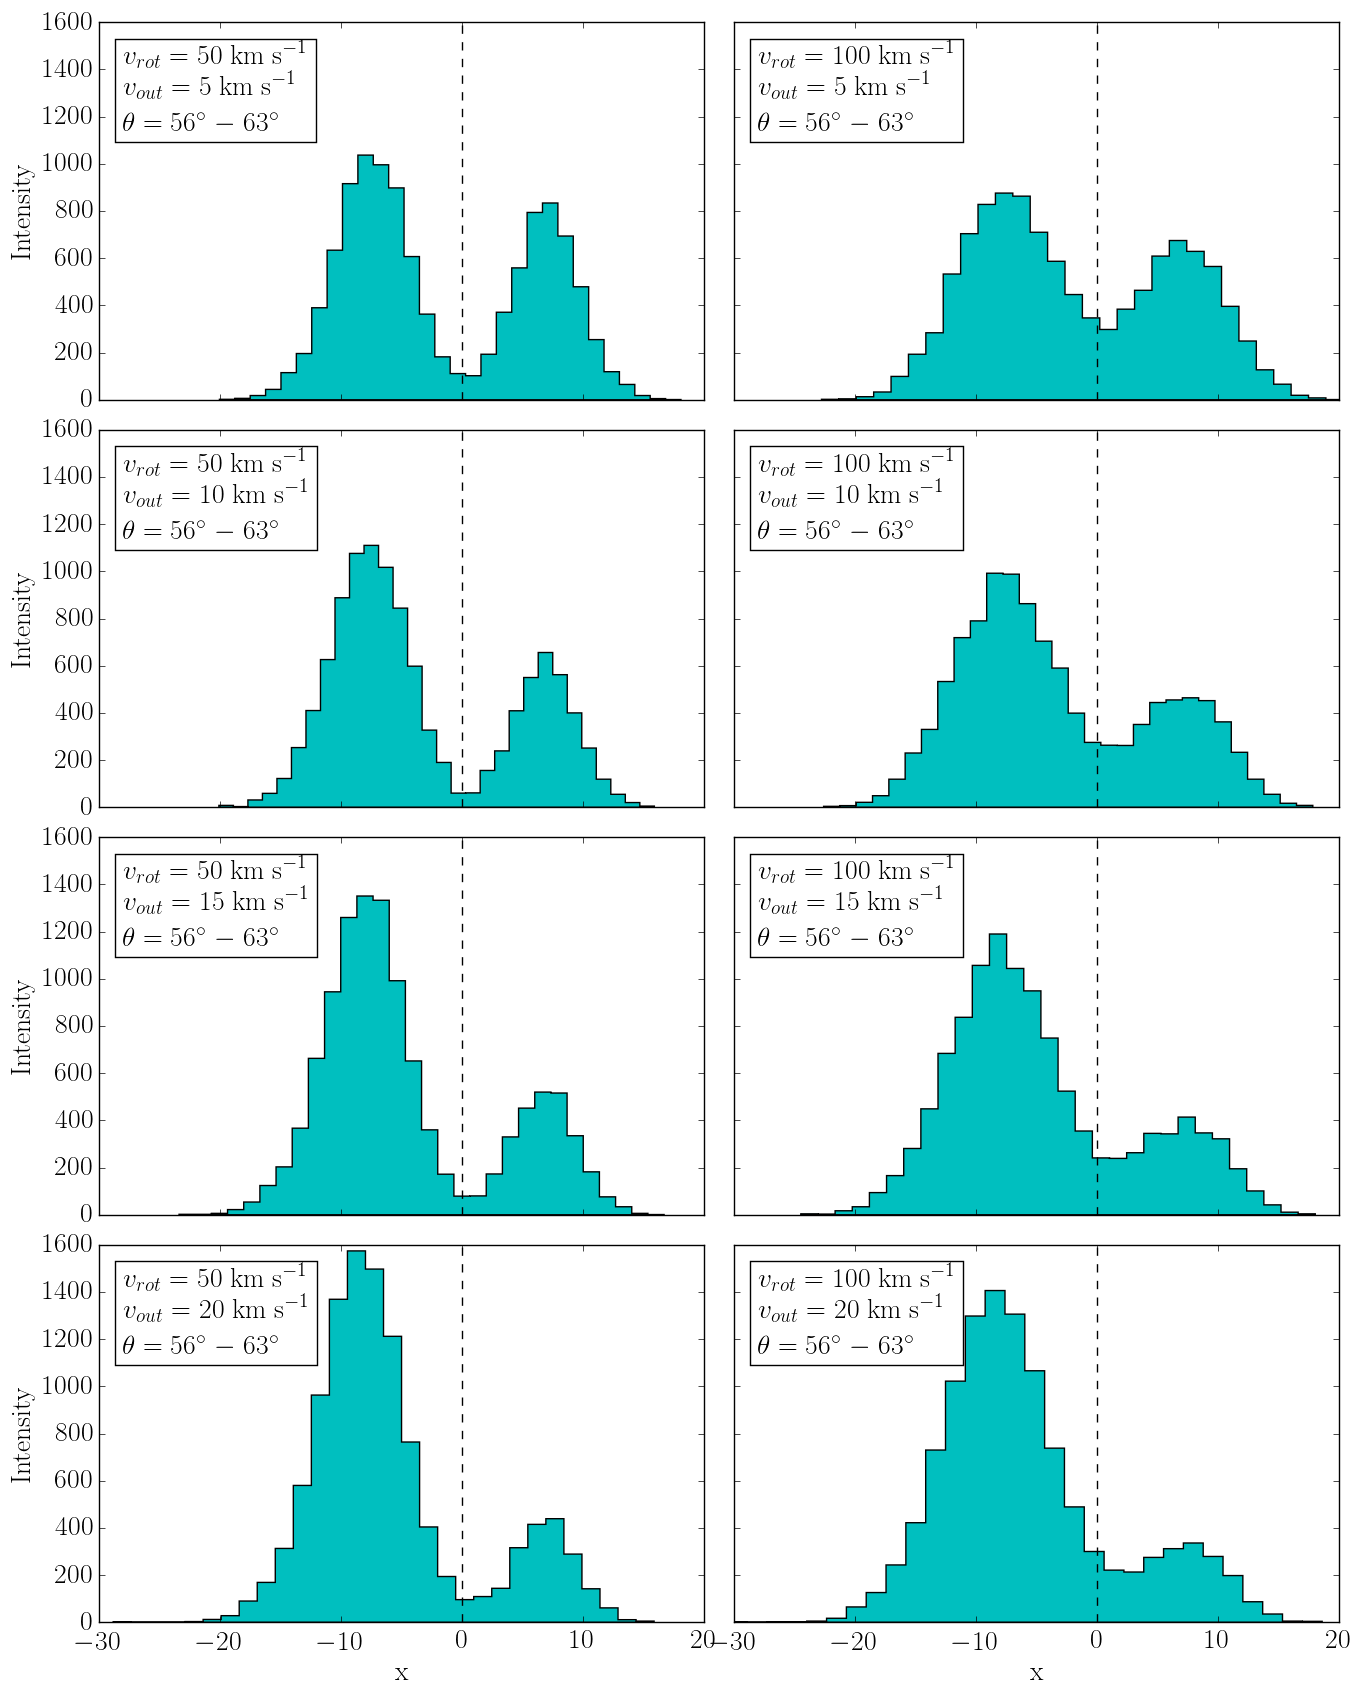 1600
1400
1200
1000
800
600
400
200
0
Intensity
v_rot = 50 km s⁻¹
v_out = 5 km s⁻¹
θ = 56° − 63°
v_rot = 100 km s⁻¹
v_out = 5 km s⁻¹
θ = 56° − 63°
1600
1400
1200
1000
800
600
400
200
0
Intensity
v_rot = 50 km s⁻¹
v_out = 10 km s⁻¹
θ = 56° − 63°
v_rot = 100 km s⁻¹
v_out = 10 km s⁻¹
θ = 56° − 63°
1600
1400
1200
1000
800
600
400
200
0
Intensity
v_rot = 50 km s⁻¹
v_out = 15 km s⁻¹
θ = 56° − 63°
v_rot = 100 km s⁻¹
v_out = 15 km s⁻¹
θ = 56° − 63°
1600
1400
1200
1000
800
600
400
200
0
Intensity
v_rot = 50 km s⁻¹
v_out = 20 km s⁻¹
θ = 56° − 63°
v_rot = 100 km s⁻¹
v_out = 20 km s⁻¹
θ = 56° − 63°
−30 −20 −10 0 10 20
x
−30 −20 −10 0 10 20
x